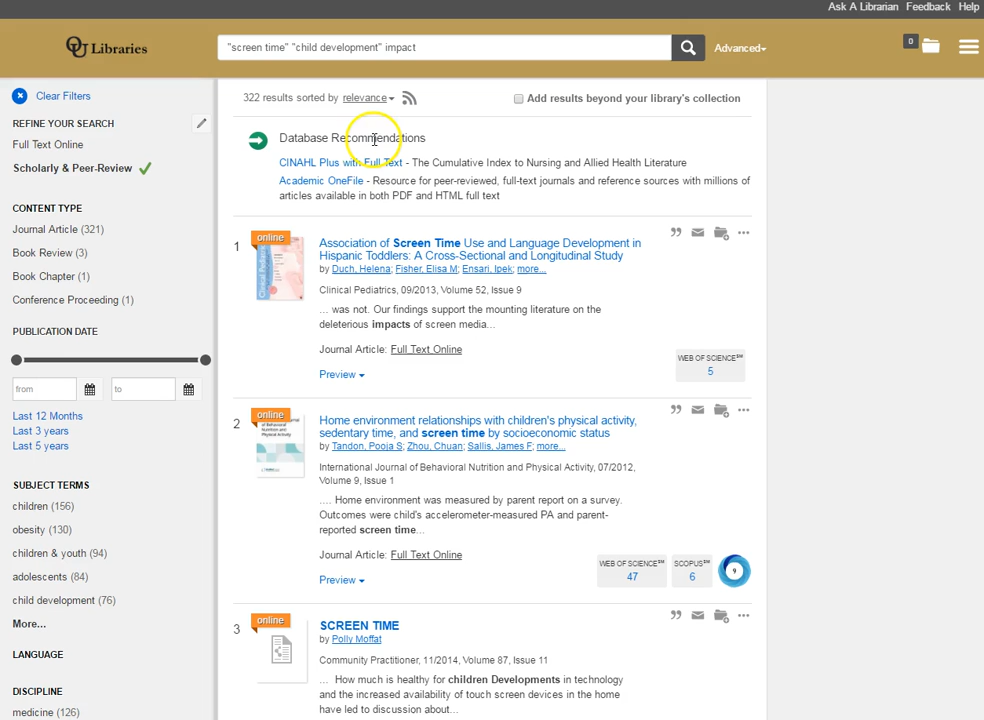 Ask A Librarian Feedback Help
OU Libraries
"screen time" "child development" impact
Advanced
0
Clear Filters
REFINE YOUR SEARCH
Full Text Online
Scholarly & Peer-Review
CONTENT TYPE
Journal Article (321)
Book Review (3)
Book Chapter (1)
Conference Proceeding (1)
PUBLICATION DATE
from
to
Last 12 Months
Last 3 years
Last 5 years
SUBJECT TERMS
children (156)
obesity (130)
children & youth (94)
adolescents (84)
child development (76)
More...
LANGUAGE
DISCIPLINE
medicine (126)
322 results sorted by relevance
Add results beyond your library's collection
Database Recommendations
CINAHL Plus with Full Text - The Cumulative Index to Nursing and Allied Health Literature
Academic OneFile - Resource for peer-reviewed, full-text journals and reference sources with millions of
articles available in both PDF and HTML full text
1
online
Clinical Pediatrics
Association of Screen Time Use and Language Development in
Hispanic Toddlers: A Cross-Sectional and Longitudinal Study
by Duch, Helena; Fisher, Elisa M; Ensari, Ipek; more...
Clinical Pediatrics, 09/2013, Volume 52, Issue 9
... was not. Our findings support the mounting literature on the
deleterious impacts of screen media...
Journal Article: Full Text Online
Preview
WEB OF SCIENCE℠
5
2
online
of Behavioral
Nutrition and
Physical Activity
Home environment relationships with children's physical activity,
sedentary time, and screen time by socioeconomic status
by Tandon, Pooja S; Zhou, Chuan; Sallis, James F; more...
International Journal of Behavioral Nutrition and Physical Activity, 07/2012,
Volume 9, Issue 1
.... Home environment was measured by parent report on a survey.
Outcomes were child's accelerometer-measured PA and parent-
reported screen time...
Journal Article: Full Text Online
Preview
WEB OF SCIENCE℠
47
SCOPUS℠
6
9
3
online
SCREEN TIME
by Polly Moffat
Community Practitioner, 11/2014, Volume 87, Issue 11
... How much is healthy for children Developments in technology
and the increased availability of touch screen devices in the home
have led to discussion about...